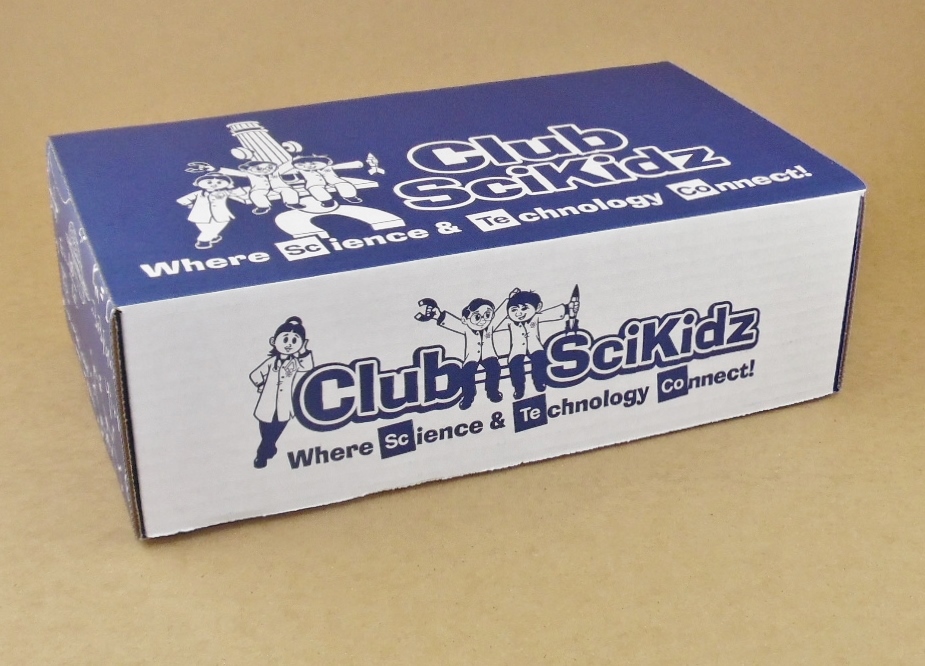 Club
SciKidz
Where Science & Technology Connect!
Club SciKidz
Where Science & Technology Connect!